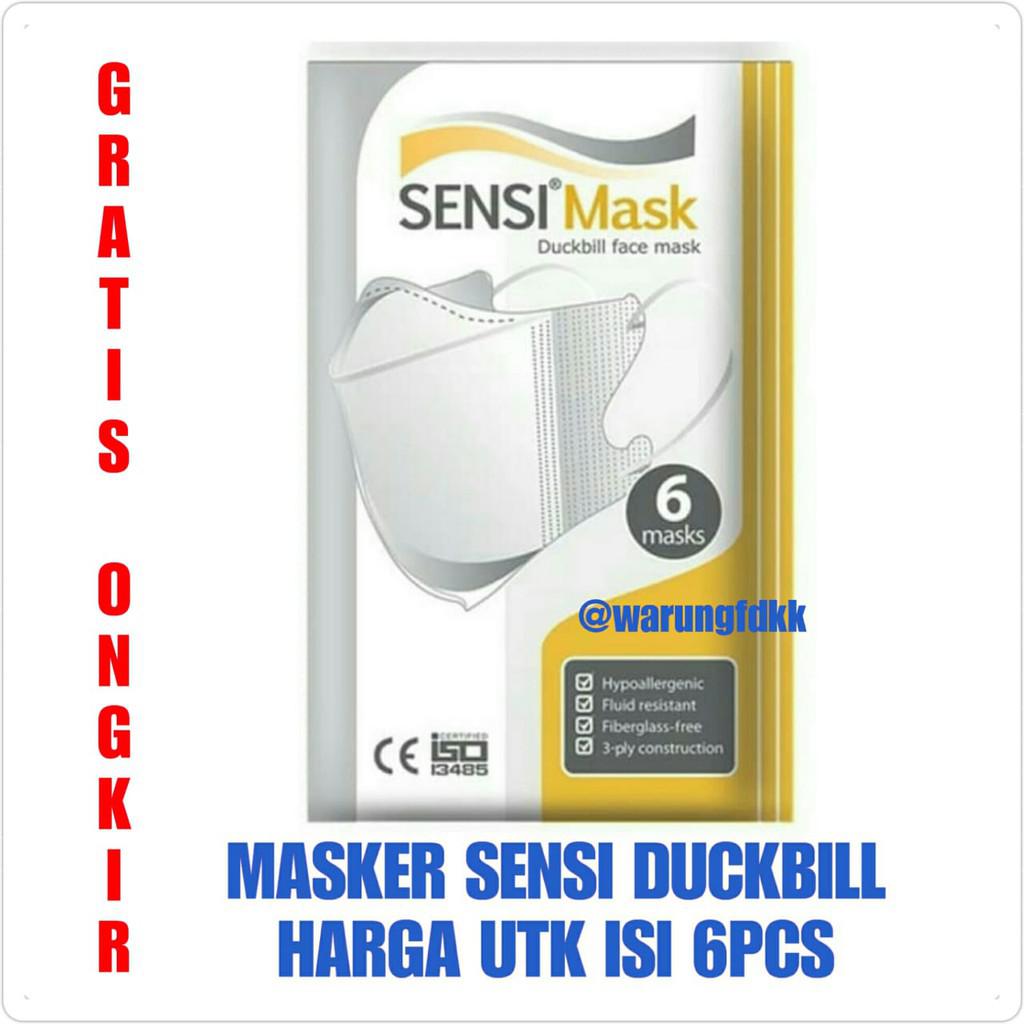 GRATIS ONGKIR
SENSI® Mask
Duckbill face mask
6
masks
@warungfdkk
Hypoallergenic
Fluid resistant
Fiberglass-free
3-ply construction
CE
CERTIFIED
ISO
13485
MASKER SENSI DUCKBILL
HARGA UTK ISI 6PCS